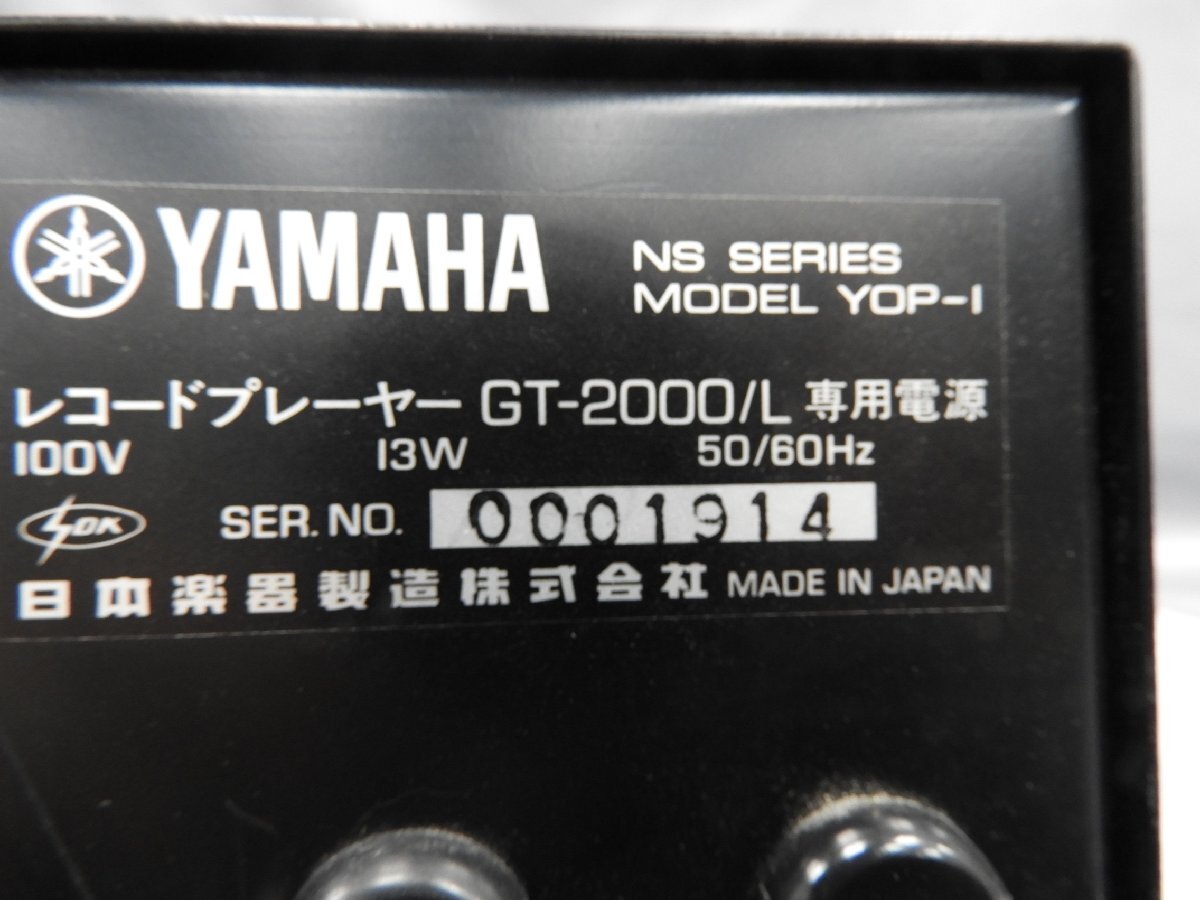 YAMAHA NS SERIES
MODEL YOP-1
レコードプレーヤー GT-2000/L 専用電源
100V 13W 50/60Hz
SDK SER. NO. 0001914
日本楽器製造株式会社 MADE IN JAPAN